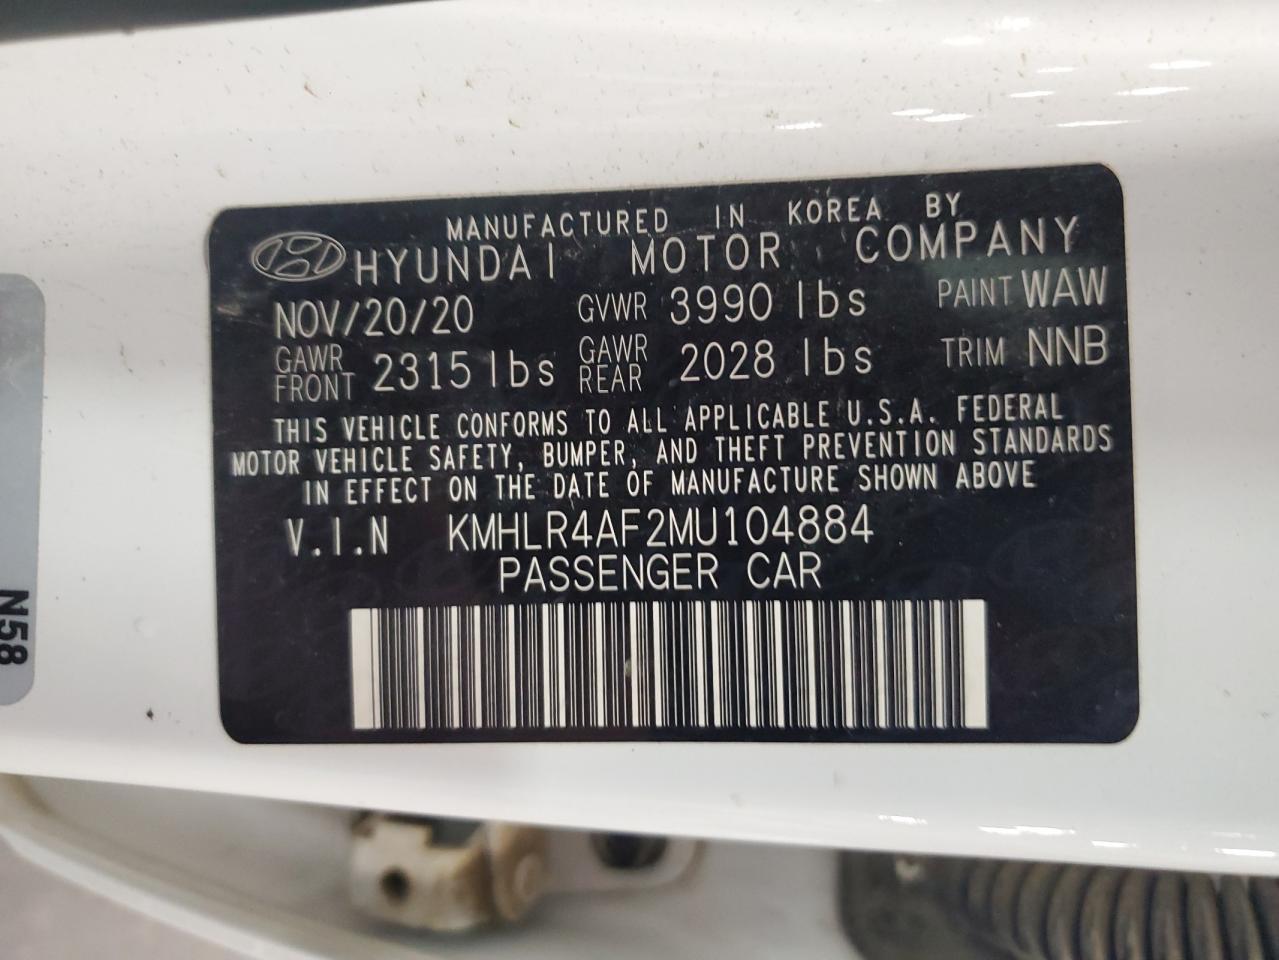 MANUFACTURED IN KOREA BY
HYUNDAI MOTOR COMPANY
NOV/20/20 GVWR 3990 lbs PAINT WAW
GAWR FRONT 2315 lbs GAWR REAR 2028 lbs TRIM NNB
THIS VEHICLE CONFORMS TO ALL APPLICABLE U.S.A. FEDERAL
MOTOR VEHICLE SAFETY, BUMPER, AND THEFT PREVENTION STANDARDS
IN EFFECT ON THE DATE OF MANUFACTURE SHOWN ABOVE
V.I.N KMHLR4AF2MU104884
PASSENGER CAR
N58